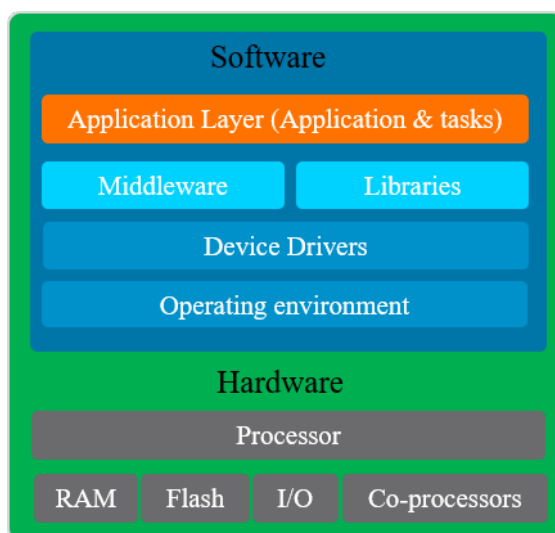 Software
Application Layer (Application & tasks)
Middleware
Libraries
Device Drivers
Operating environment
Hardware
Processor
RAM
Flash
I/O
Co-processors